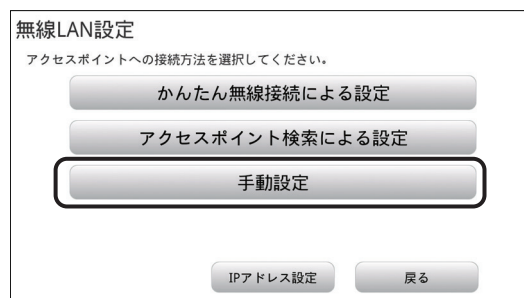 無線LAN設定
アクセスポイントへの接続方法を選択してください。
かんたん無線接続による設定
アクセスポイント検索による設定
手動設定
IPアドレス設定
戻る